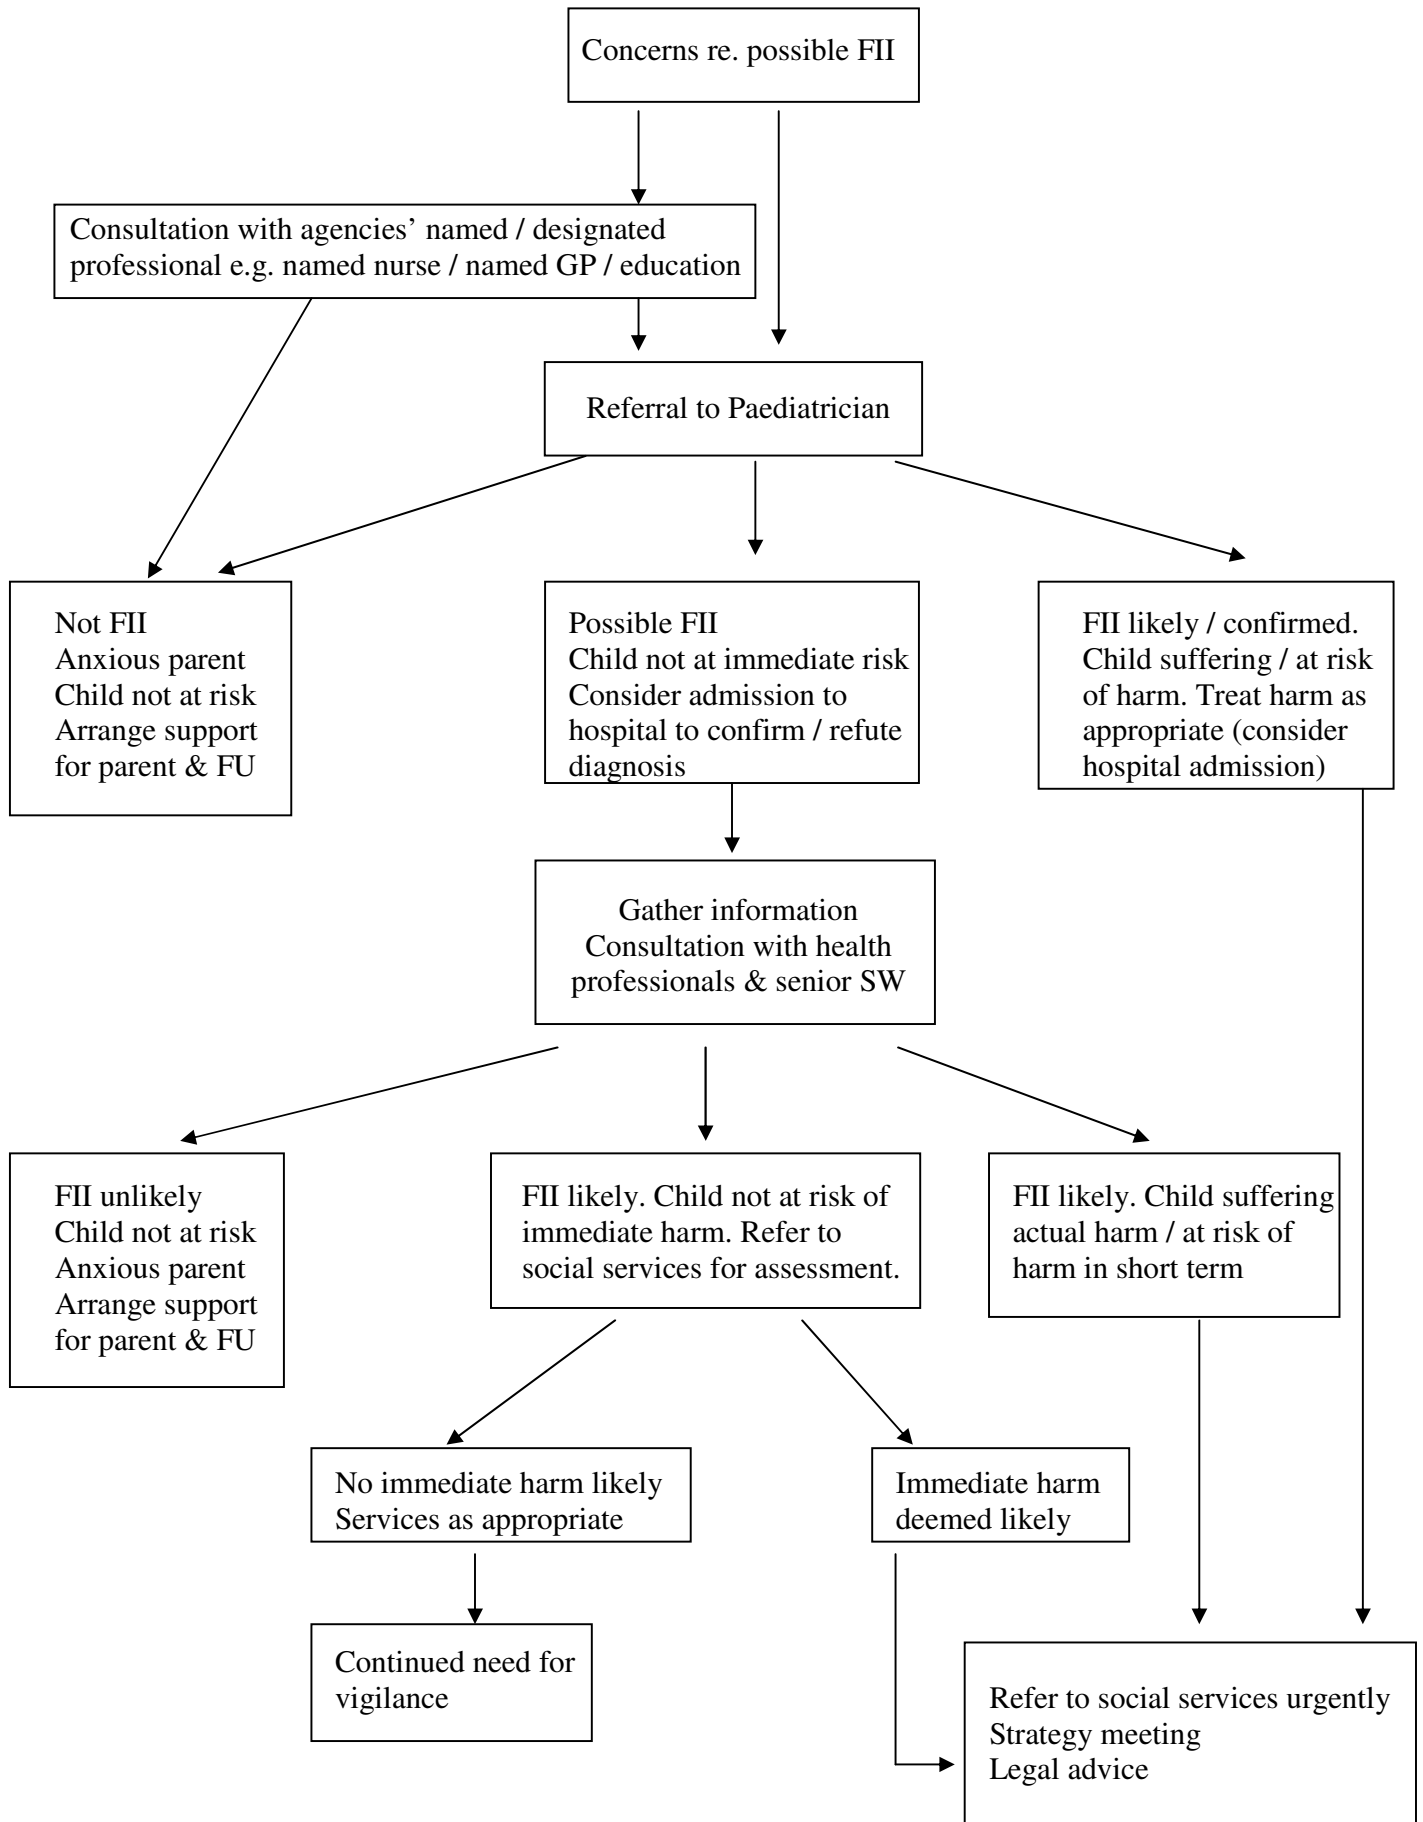 Concerns re. possible FII
Consultation with agencies’ named / designated
professional e.g. named nurse / named GP / education
Referral to Paediatrician
Not FII
Anxious parent
Child not at risk
Arrange support
for parent & FU
Possible FII
Child not at immediate risk
Consider admission to
hospital to confirm / refute
diagnosis
FII likely / confirmed.
Child suffering / at risk
of harm. Treat harm as
appropriate (consider
hospital admission)
Gather information
Consultation with health
professionals & senior SW
FII unlikely
Child not at risk
Anxious parent
Arrange support
for parent & FU
FII likely. Child not at risk of
immediate harm. Refer to
social services for assessment.
FII likely. Child suffering
actual harm / at risk of
harm in short term
No immediate harm likely
Services as appropriate
Immediate harm
deemed likely
Continued need for
vigilance
Refer to social services urgently
Strategy meeting
Legal advice